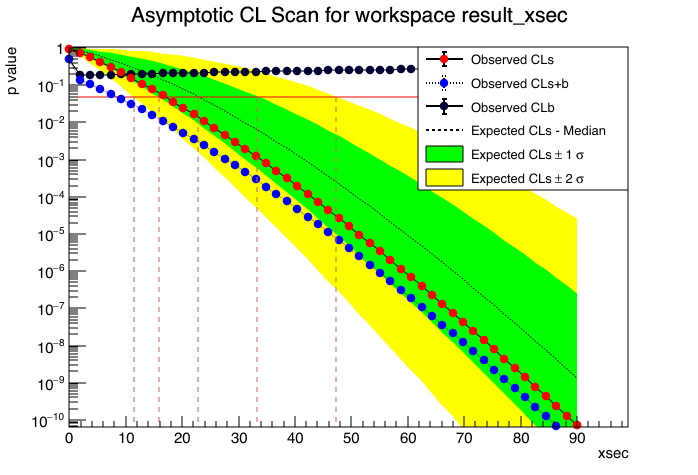 Asymptotic CL Scan for workspace result_xsec
p value
1
10⁻¹
10⁻²
10⁻³
10⁻⁴
10⁻⁵
10⁻⁶
10⁻⁷
10⁻⁸
10⁻⁹
10⁻¹⁰
Observed CLs
Observed CLs+b
Observed CLb
Expected CLs - Median
Expected CLs ± 1 σ
Expected CLs ± 2 σ
0 10 20 30 40 50 60 70 80 90
xsec